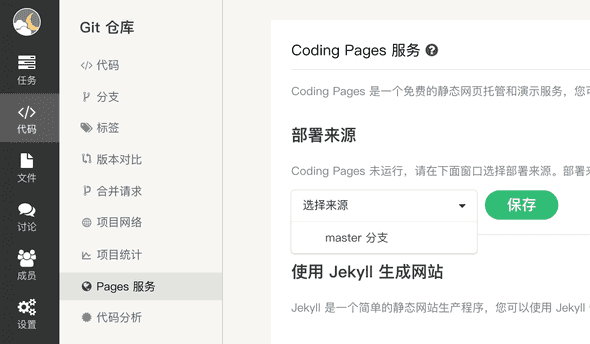 任务
代码
文件
讨论
成员
设置
Git 仓库
代码
分支
标签
版本对比
合并请求
项目网络
项目统计
Pages 服务
代码分析
Coding Pages 服务
Coding Pages 是一个免费的静态网页托管和演示服务，您可
部署来源
Coding Pages 未运行，请在下面窗口选择部署来源。部署来
选择来源
保存
master 分支
使用 Jekyll 生成网站
Jekyll 是一个简单的静态网站生产程序，您可以使用 Jekyll